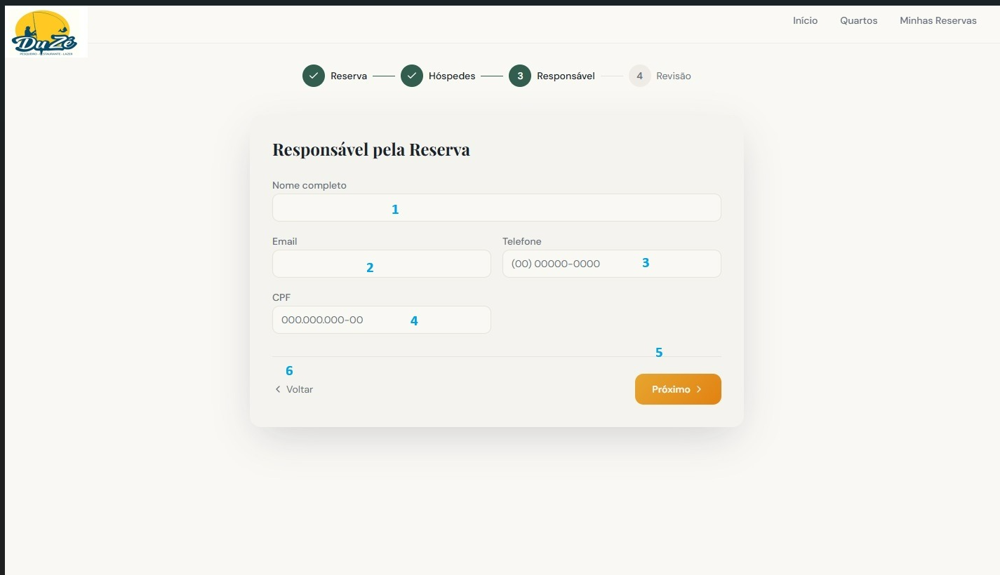 DuZé
PESQUEIRO - RESTAURANTE - LAZER
Início Quartos Minhas Reservas
Reserva Hóspedes 3 Responsável 4 Revisão
Responsável pela Reserva
Nome completo
1
Email Telefone
2 (00) 00000-0000 3
CPF
000.000.000-00 4
5
6
Voltar Próximo